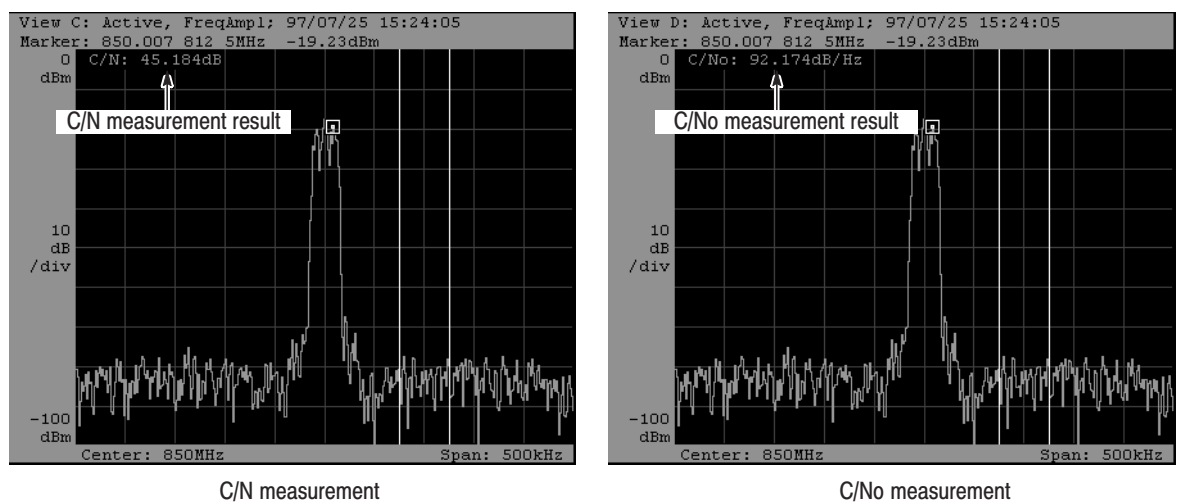 View C: Active, FreqAmpl; 97/07/25 15:24:05
Marker: 850.007 812 5MHz -19.23dBm
0
dBm
C/N: 45.184dB
C/N measurement result
10
dB
/div
-100
dBm
Center: 850MHz
Span: 500kHz
C/N measurement
View D: Active, FreqAmpl; 97/07/25 15:24:05
Marker: 850.007 812 5MHz -19.23dBm
0
dBm
C/No: 92.174dB/Hz
C/No measurement result
10
dB
/div
-100
dBm
Center: 850MHz
Span: 500kHz
C/No measurement